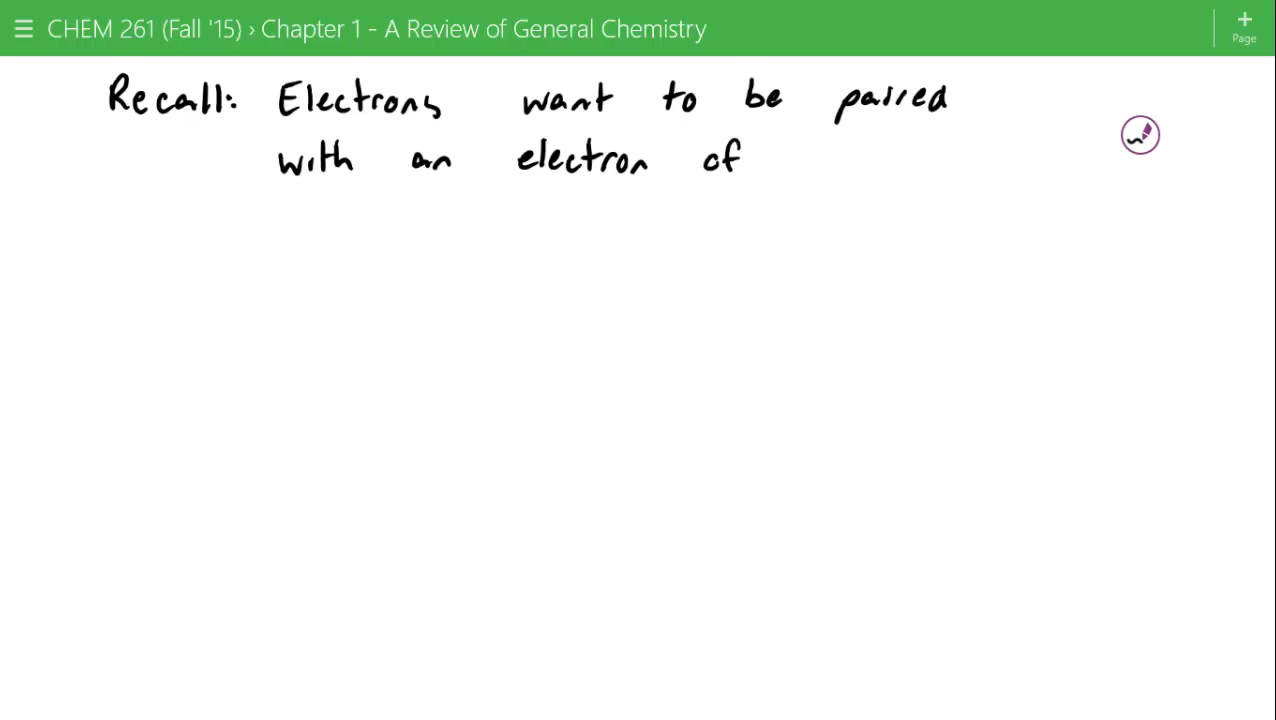 CHEM 261 (Fall '15) › Chapter 1 - A Review of General Chemistry
Page
Recall: Electrons want to be paired
with an electron of